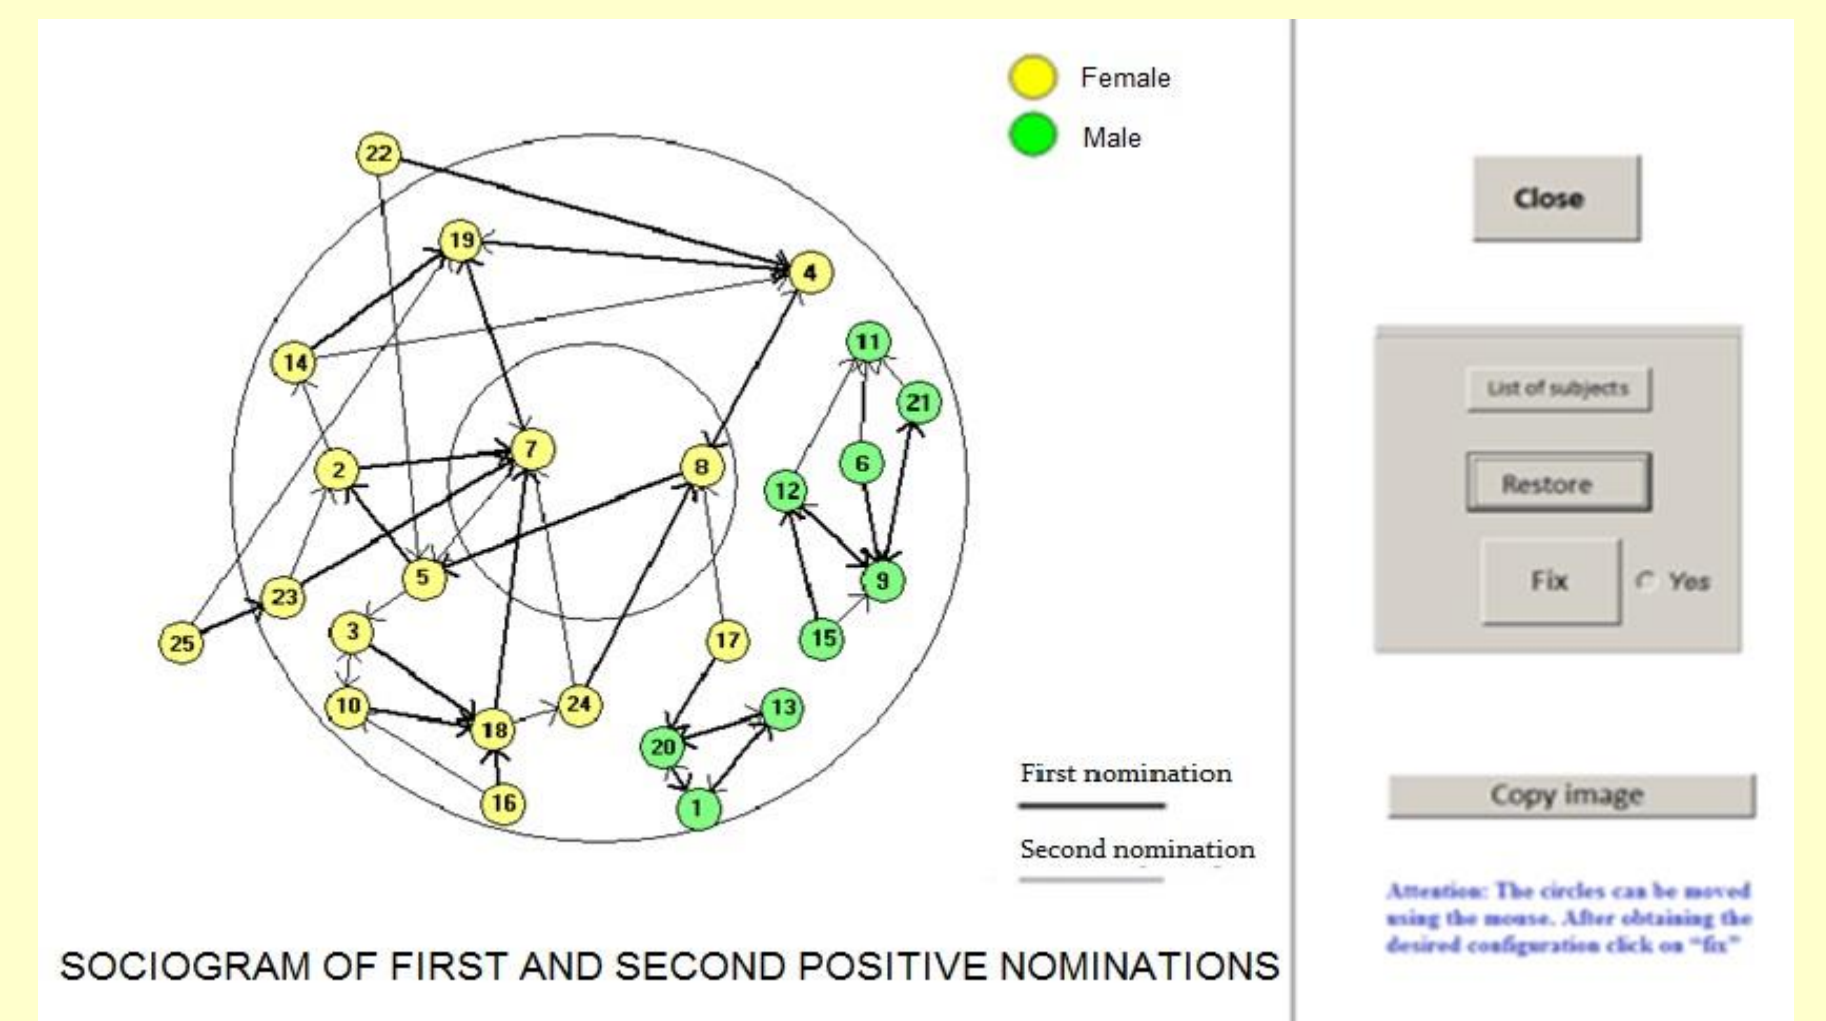 Female
Male
22
19
4
11
14
21
7
6
2
8
12
5
9
23
3
15
17
25
10
24
13
18
20
16
1
First nomination
Second nomination
SOCIOGRAM OF FIRST AND SECOND POSITIVE NOMINATIONS
Close
List of subjects
Restore
Fix
Yes
Copy image
Attention: The circles can be moved
using the mouse. After obtaining the
desired configuration click on “fix”